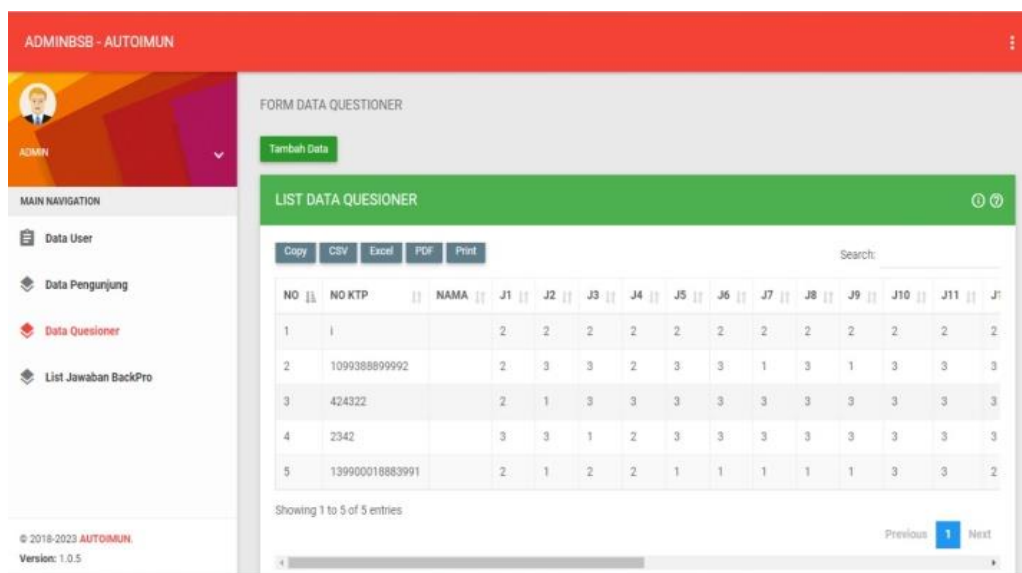 ADMINBSB - AUTOIMUN
ADMIN
MAIN NAVIGATION
Data User
Data Pengunjung
Data Quesioner
List Jawaban BackPro
© 2018-2023 AUTOIMUN.
Version: 1.0.5
FORM DATA QUESTIONER
Tambah Data
LIST DATA QUESIONER
Copy CSV Excel PDF Print
Search:
NO NO KTP NAMA J1 J2 J3 J4 J5 J6 J7 J8 J9 J10 J11
1 i 2 2 2 2 2 2 2 2 2 2 2 2
2 1099388899992 2 3 3 2 3 3 1 3 1 3 3 3
3 424322 2 1 3 3 3 3 3 3 3 3 3 3
4 2342 3 3 1 2 3 3 3 3 3 3 3 3
5 139900018883991 2 1 2 2 1 1 1 1 1 3 3 2
Showing 1 to 5 of 5 entries
Previous 1 Next